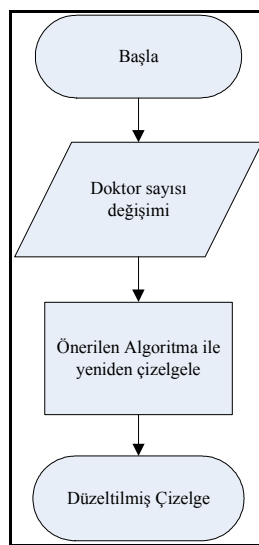 Başla
Doktor sayısı
değişimi
Önerilen Algoritma ile
yeniden çizelgele
Düzeltilmiş Çizelge